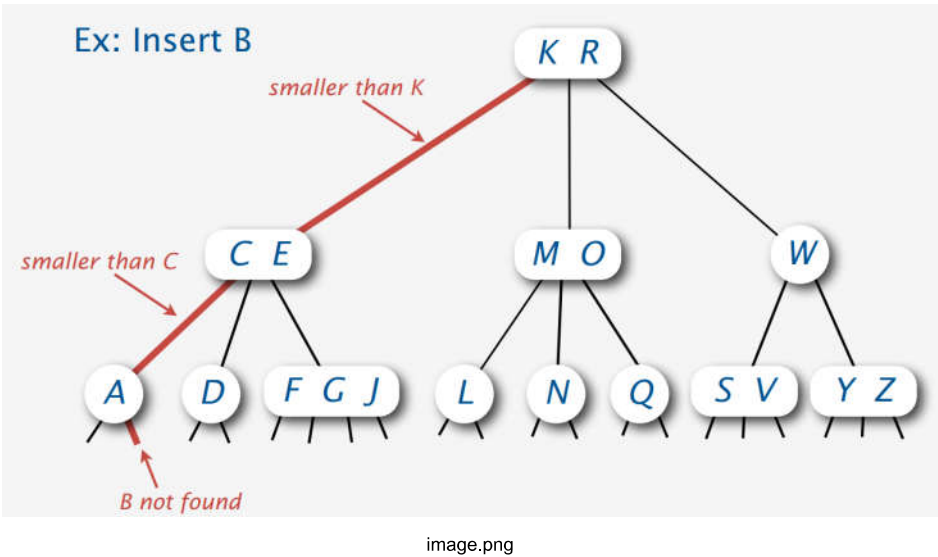 Ex: Insert B
K R
smaller than K
C E
M O
W
smaller than C
A
D
F G J
L
N
Q
S V
Y Z
B not found
image.png